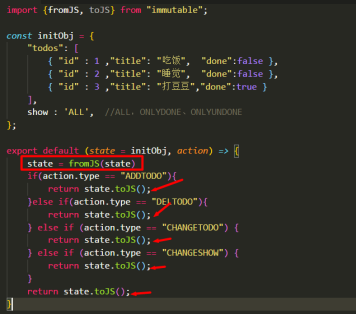 import {fromJS, toJS} from "immutable";
const initObj = {
"todos": [
{ "id" : 1 ,"title": "吃饭", "done":false },
{ "id" : 2 ,"title": "睡觉", "done":false },
{ "id" : 3 ,"title": "打豆豆","done":true }
],
show : 'ALL', //ALL、ONLYDONE、ONLYUNDONE
};
export default (state = initObj, action) => {
state = fromJS(state)
if(action.type == "ADDTODO"){
return state.toJS();
}else if(action.type == "DELTODO"){
return state.toJS();
} else if (action.type == "CHANGETODO") {
return state.toJS();
} else if (action.type == "CHANGESHOW") {
return state.toJS();
}
return state.toJS();
}